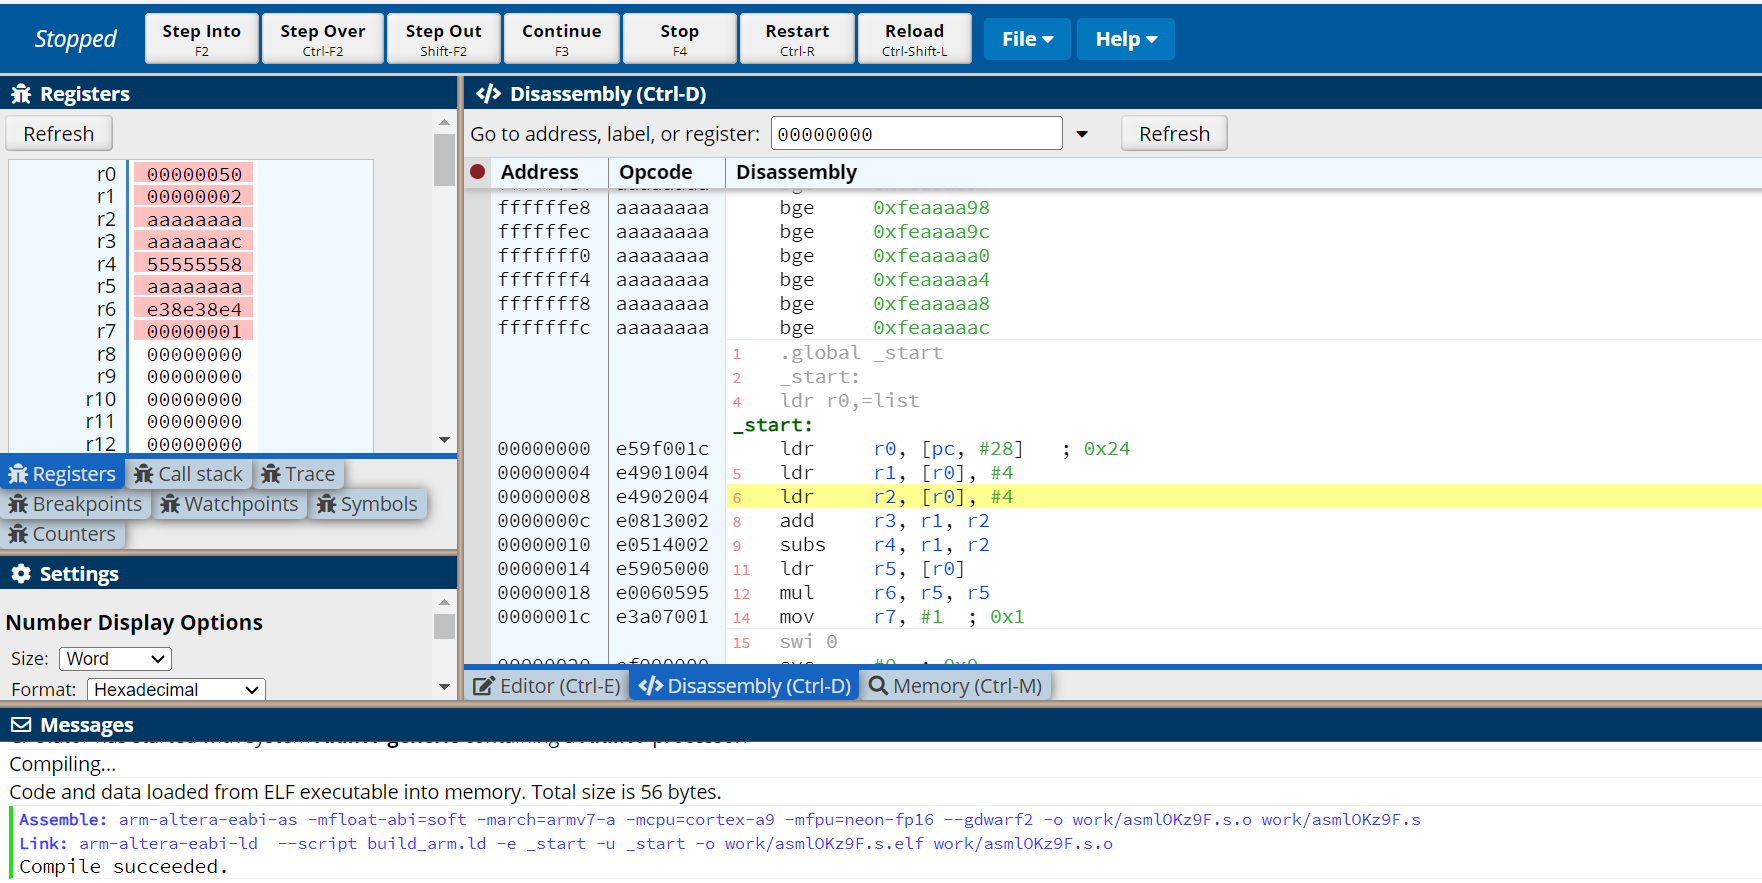 Stopped
Step Into
F2
Step Over
Ctrl-F2
Step Out
Shift-F2
Continue
F3
Stop
F4
Restart
Ctrl-R
Reload
Ctrl-Shift-L
File
Help
Registers
Refresh
r0 00000050
r1 00000002
r2 aaaaaaaa
r3 aaaaaaac
r4 55555558
r5 aaaaaaaa
r6 e38e38e4
r7 00000001
r8 00000000
r9 00000000
r10 00000000
r11 00000000
r12 00000000
Registers Call stack Trace
Breakpoints Watchpoints Symbols
Counters
Settings
Number Display Options
Size: Word
Format: Hexadecimal
Disassembly (Ctrl-D)
Go to address, label, or register: 00000000 Refresh
Address Opcode Disassembly
ffffffe8 aaaaaaaa bge 0xfeaaaa98
ffffffec aaaaaaaa bge 0xfeaaaa9c
fffffff0 aaaaaaaa bge 0xfeaaaaa0
fffffff4 aaaaaaaa bge 0xfeaaaaa4
fffffff8 aaaaaaaa bge 0xfeaaaaa8
fffffffc aaaaaaaa bge 0xfeaaaaac
1 .global _start
2 _start:
4 ldr r0,=list
_start:
00000000 e59f001c ldr r0, [pc, #28] ; 0x24
00000004 e4901004 5 ldr r1, [r0], #4
00000008 e4902004 6 ldr r2, [r0], #4
0000000c e0813002 8 add r3, r1, r2
00000010 e0514002 9 subs r4, r1, r2
00000014 e5905000 11 ldr r5, [r0]
00000018 e0060595 12 mul r6, r5, r5
0000001c e3a07001 14 mov r7, #1 ; 0x1
15 swi 0
00000020 ef000000 svc #0 ; 0x0
Editor (Ctrl-E) Disassembly (Ctrl-D) Memory (Ctrl-M)
Messages
Compiling...
Code and data loaded from ELF executable into memory. Total size is 56 bytes.
Assemble: arm-altera-eabi-as -mfloat-abi=soft -march=armv7-a -mcpu=cortex-a9 -mfpu=neon-fp16 --gdwarf2 -o work/asmlOKz9F.s.o work/asmlOKz9F.s
Link: arm-altera-eabi-ld --script build_arm.ld -e _start -u _start -o work/asmlOKz9F.s.elf work/asmlOKz9F.s.o
Compile succeeded.